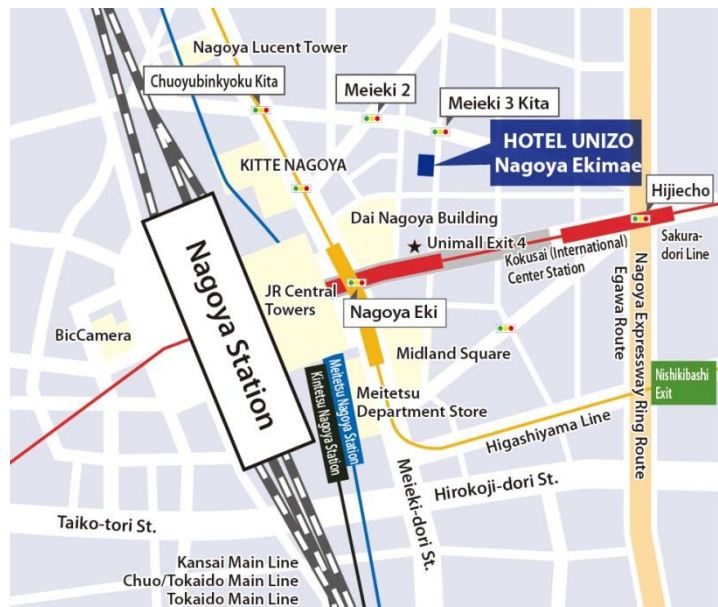 Nagoya Lucent Tower
Chuoyubinkyoku Kita
Meieki 2
Meieki 3 Kita
HOTEL UNIZO
Nagoya Ekimae
KITTE NAGOYA
Hijiecho
Dai Nagoya Building
Unimall Exit 4
Sakura-
dori Line
Kokusai (International)
Center Station
Nagoya Station
JR Central
Towers
Nagoya Eki
BicCamera
Midland Square
Nagoya Expressway Ring Route
Egawa Route
Nishikibashi
Exit
Meitetsu Nagoya Station
Kintetsu Nagoya Station
Meitetsu
Department Store
Higashiyama Line
Meieki-dori St.
Hirokoji-dori St.
Taiko-tori St.
Kansai Main Line
Chuo/Tokaido Main Line
Tokaido Main Line